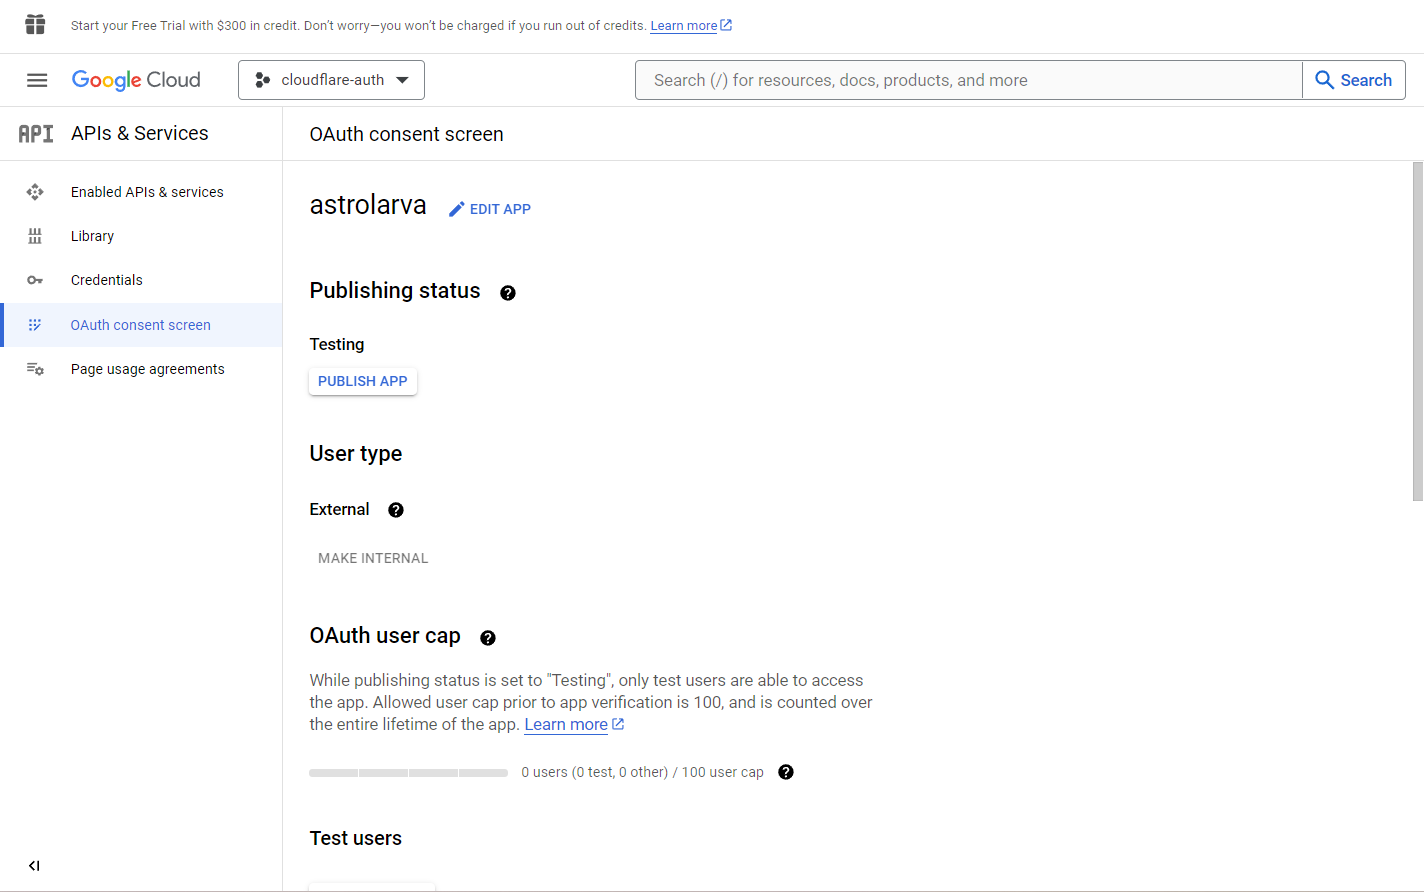 Start your Free Trial with $300 in credit. Don’t worry—you won’t be charged if you run out of credits. Learn more
Google Cloud
cloudflare-auth
Search (/) for resources, docs, products, and more
Search
API
APIs & Services
OAuth consent screen
Enabled APIs & services
Library
Credentials
OAuth consent screen
Page usage agreements
astrolarva
EDIT APP
Publishing status
Testing
PUBLISH APP
User type
External
MAKE INTERNAL
OAuth user cap
While publishing status is set to "Testing", only test users are able to access
the app. Allowed user cap prior to app verification is 100, and is counted over
the entire lifetime of the app. Learn more
0 users (0 test, 0 other) / 100 user cap
Test users